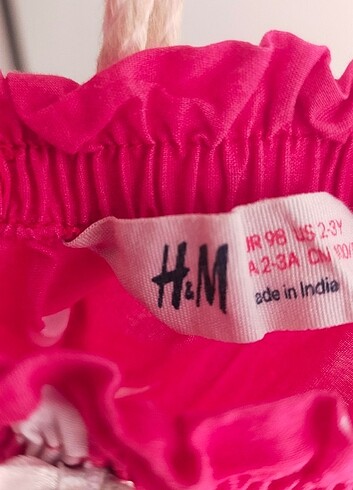 H&M
UR 98 US 2-3Y
A 2-3A CN 100/
ade in India